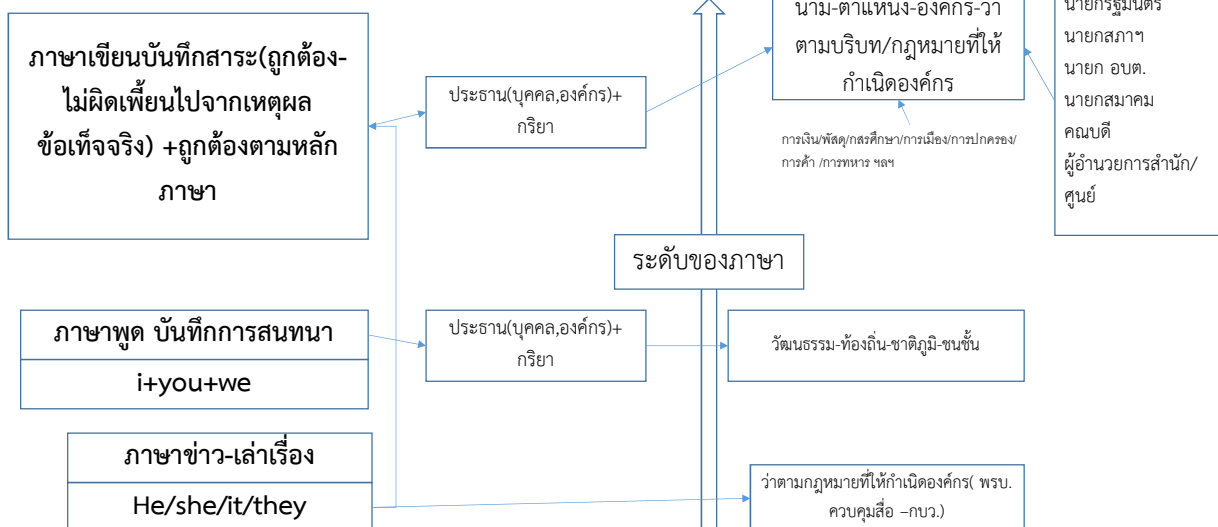 ภาษาเขียนบันทึกสาระ(ถูกต้อง-
ไม่ผิดเพี้ยนไปจากเหตุผล
ข้อเท็จจริง) +ถูกต้องตามหลัก
ภาษา
ประธาน(บุคคล,องค์กร)+
กริยา
นาม-ตำแหน่ง-องค์กร-ว่า
ตามบริบท/กฎหมายที่ให้
กำเนิดองค์กร
การเงิน/พัสดุ/กสรศึกษา/การเมือง/การปกครอง/
การค้า /การทหาร ฯลฯ
นายกรัฐมนตรี
นายกสภาฯ
นายก อบต.
นายกสมาคม
คณบดี
ผู้อำนวยการสำนัก/
ศูนย์
ระดับของภาษา
ภาษาพูด บันทึกการสนทนา
i+you+we
ประธาน(บุคคล,องค์กร)+
กริยา
วัฒนธรรม-ท้องถิ่น-ชาติภูมิ-ชนชั้น
ภาษาข่าว-เล่าเรื่อง
He/she/it/they
ว่าตามกฎหมายที่ให้กำเนิดองค์กร( พรบ.
ควบคุมสื่อ –กบว.)